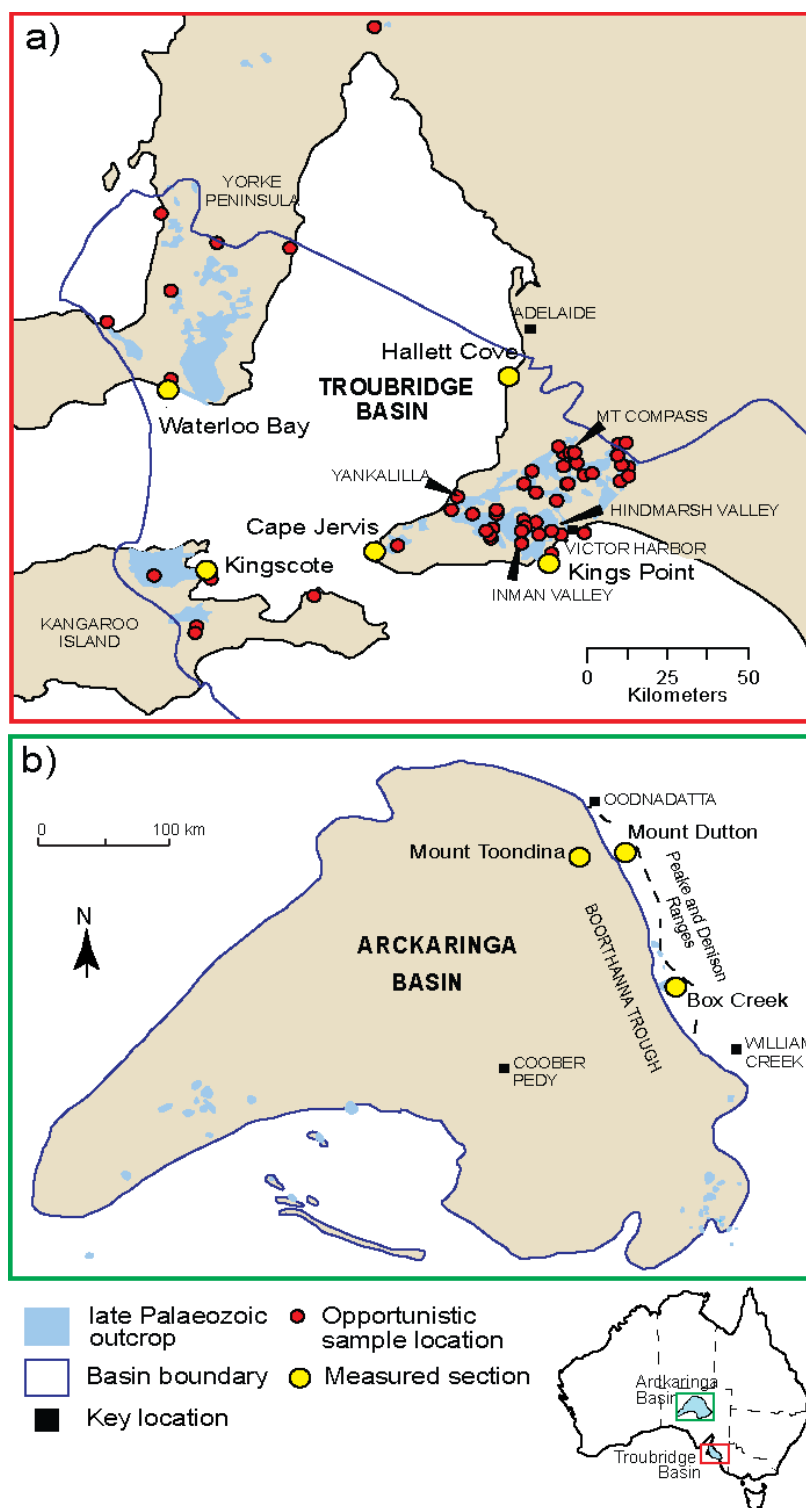 a)
YORKE
PENINSULA
ADELAIDE
Hallett Cove
TROUBRIDGE
BASIN
MT COMPASS
Waterloo Bay
YANKALILLA
HINDMARSH VALLEY
Cape Jervis
VICTOR HARBOR
Kingscote
Kings Point
INMAN VALLEY
KANGAROO
ISLAND
0 25 50
Kilometers
b)
OODNADATTA
0 100 km
Mount Dutton
Mount Toondina
Peake and Denison
Ranges
N
ARCKARINGA
BASIN
BOORTHANNA TROUGH
Box Creek
WILLIAM
CREEK
COOBER
PEDY
late Palaeozoic
outcrop
Opportunistic
sample location
Basin boundary
Measured section
Key location
Arckaringa
Basin
Troubridge
Basin